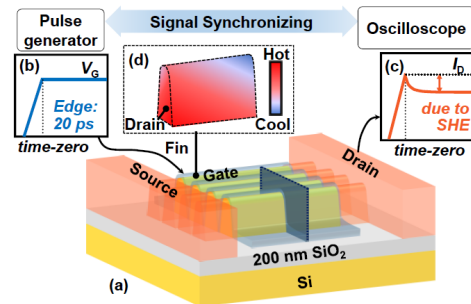 Pulse
generator
Signal Synchronizing
Oscilloscope
(b)
V_G
Edge:
20 ps
time-zero
(d)
Hot
Cool
Drain
Fin
(c)
I_D
due to
SHE
time-zero
Gate
Source
Drain
200 nm SiO₂
Si
(a)